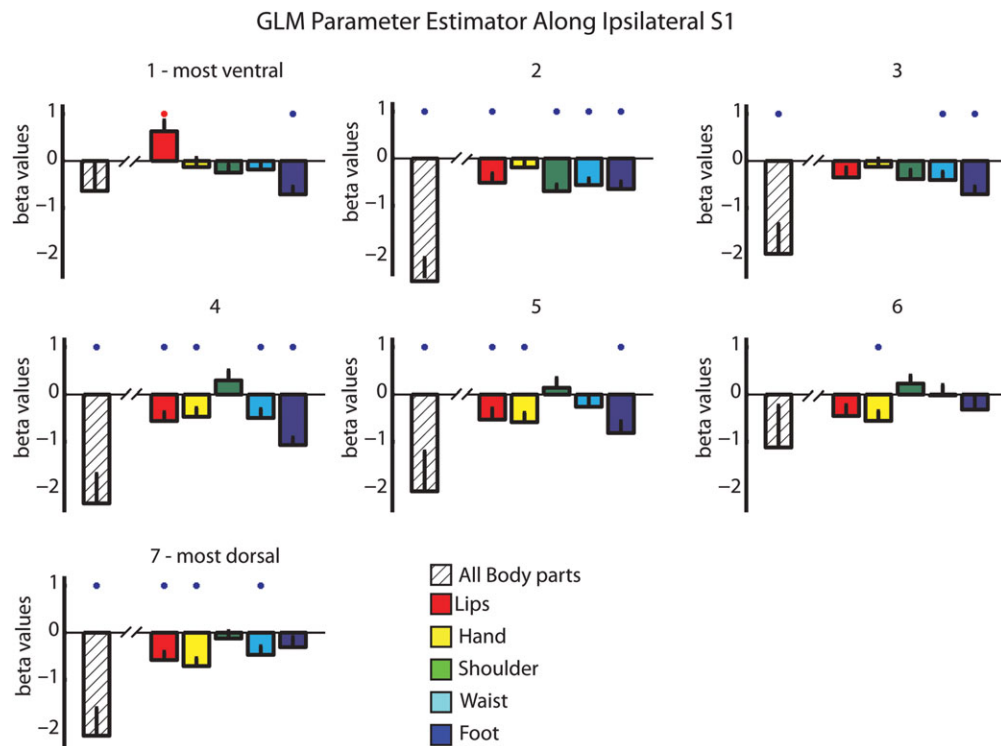 GLM Parameter Estimator Along Ipsilateral S1
1 - most ventral
2
3
1
0
−1
−2
beta values
1
0
−1
−2
beta values
1
0
−1
−2
beta values
4
5
6
1
0
−1
−2
beta values
1
0
−1
−2
beta values
1
0
−1
−2
beta values
7 - most dorsal
1
0
−1
−2
beta values
All Body parts
Lips
Hand
Shoulder
Waist
Foot